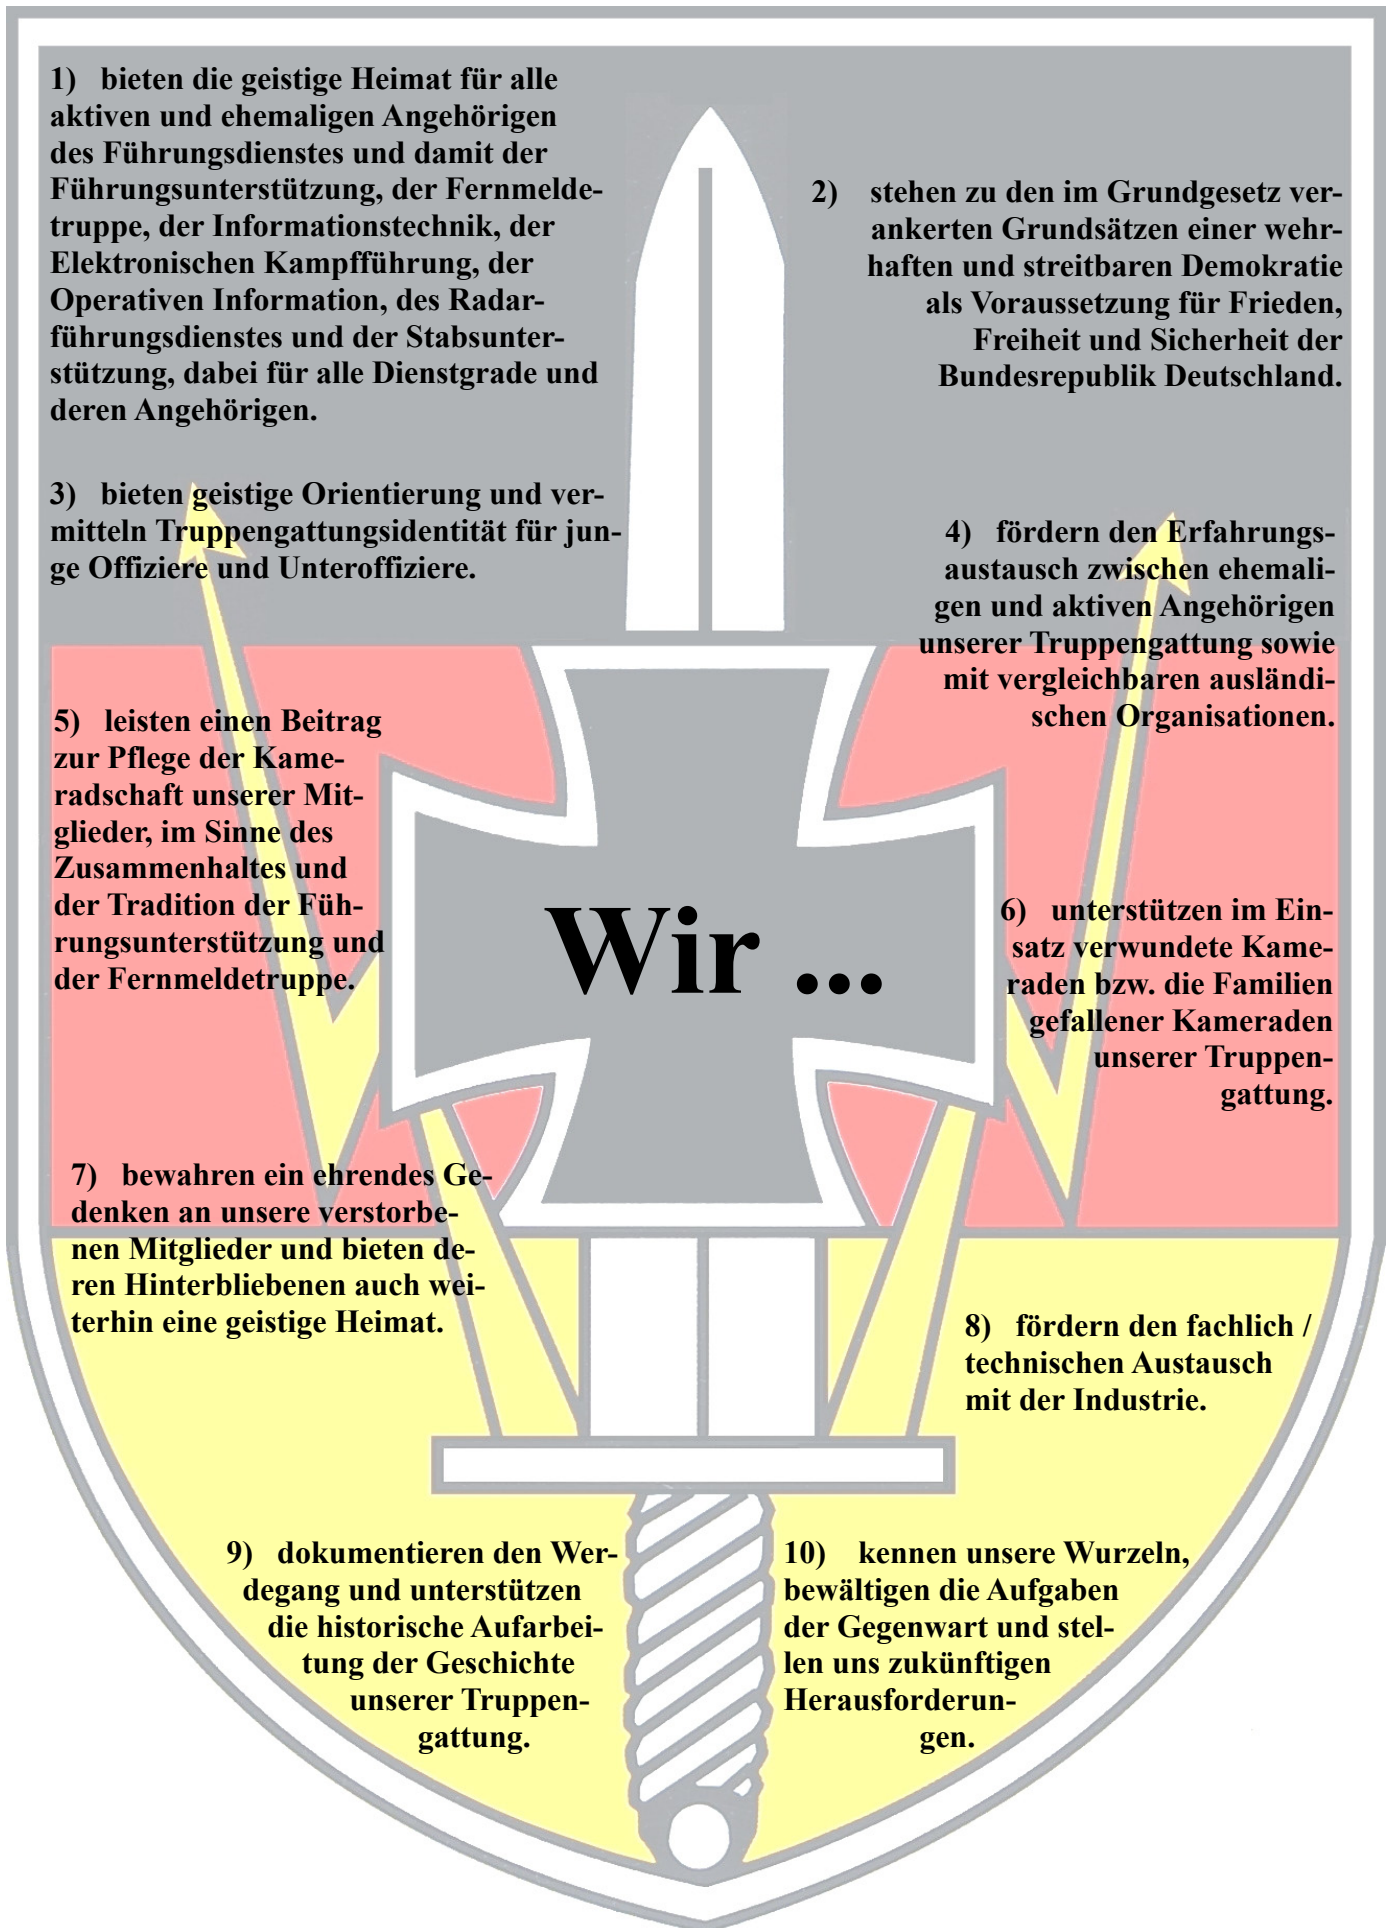 1) bieten die geistige Heimat für alle
aktiven und ehemaligen Angehörigen
des Führungsdienstes und damit der
Führungsunterstützung, der Fernmelde-
truppe, der Informationstechnik, der
Elektronischen Kampfführung, der
Operativen Information, des Radar-
führungsdienstes und der Stabsunter-
stützung, dabei für alle Dienstgrade und
deren Angehörigen.
2) stehen zu den im Grundgesetz ver-
ankerten Grundsätzen einer wehr-
haften und streitbaren Demokratie
als Voraussetzung für Frieden,
Freiheit und Sicherheit der
Bundesrepublik Deutschland.
3) bieten geistige Orientierung und ver-
mitteln Truppengattungsidentität für jun-
ge Offiziere und Unteroffiziere.
4) fördern den Erfahrungs-
austausch zwischen ehemali-
gen und aktiven Angehörigen
unserer Truppengattung sowie
mit vergleichbaren ausländi-
schen Organisationen.
5) leisten einen Beitrag
zur Pflege der Kame-
radschaft unserer Mit-
glieder, im Sinne des
Zusammenhaltes und
der Tradition der Füh-
rungsunterstützung und
der Fernmeldetruppe.
Wir ...
6) unterstützen im Ein-
satz verwundete Kame-
raden bzw. die Familien
gefallener Kameraden
unserer Truppen-
gattung.
7) bewahren ein ehrendes Ge-
denken an unsere verstorbe-
nen Mitglieder und bieten de-
ren Hinterbliebenen auch wei-
terhin eine geistige Heimat.
8) fördern den fachlich /
technischen Austausch
mit der Industrie.
9) dokumentieren den Wer-
degang und unterstützen
die historische Aufarbei-
tung der Geschichte
unserer Truppen-
gattung.
10) kennen unsere Wurzeln,
bewältigen die Aufgaben
der Gegenwart und stel-
len uns zukünftigen
Herausforderun-
gen.